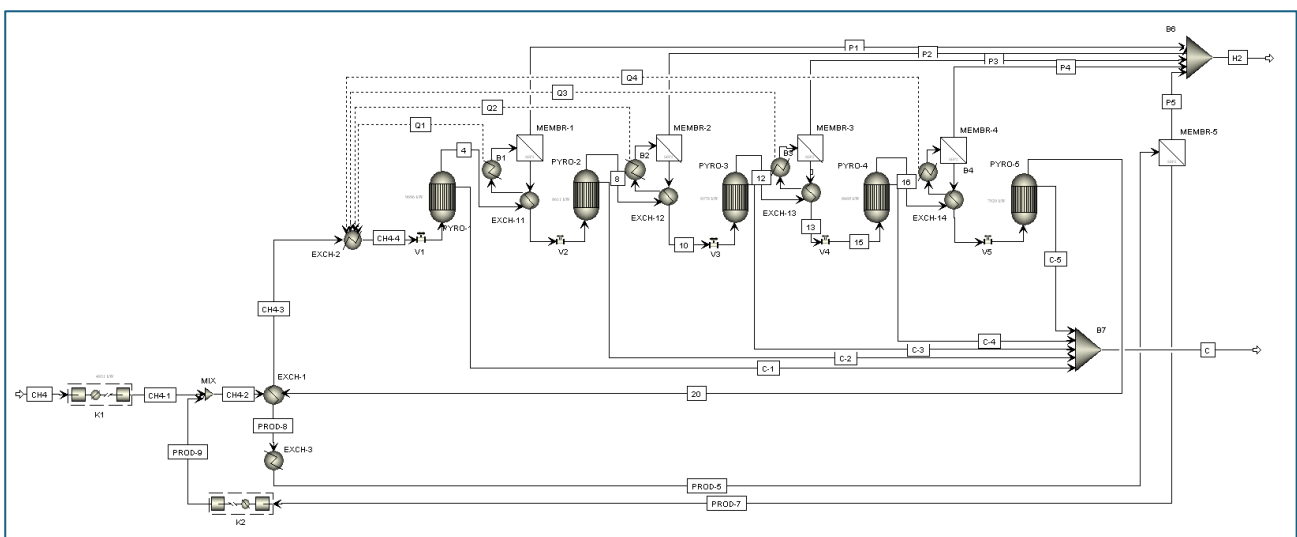 B6
P1
P2
H2
P3
P4
Q4
Q3
P5
Q2
MEMBR-1
MEMBR-2
MEMBR-3
MEMBR-4
MEMBR-5
Q1
4
B1
PYRO-2
B2
PYRO-3
B3
PYRO-4
B4
PYRO-5
8
12
16
PYRO-1
EXCH-11
EXCH-12
EXCH-13
EXCH-14
13
CH4-4
10
15
EXCH-2
V1
V2
V3
V4
V5
C-5
CH4-3
B7
C-4
C-3
C-2
C-1
C
EXCH-1
MIX
CH4
CH4-1
CH4-2
20
K1
PROD-8
EXCH-3
PROD-9
PROD-5
PROD-7
K2